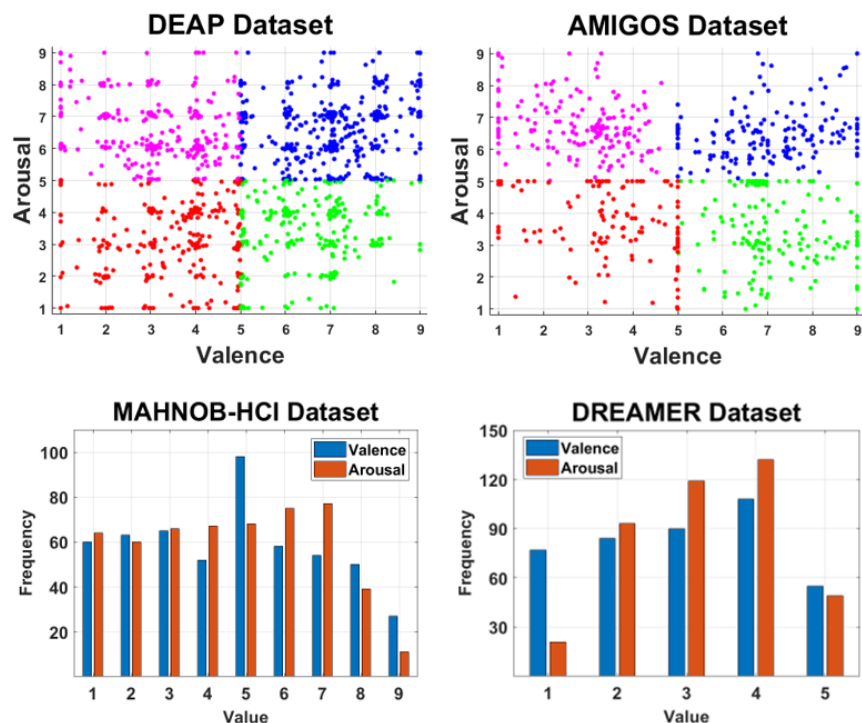 DEAP Dataset
Arousal
9
8
7
6
5
4
3
2
1
1 2 3 4 5 6 7 8 9
Valence
AMIGOS Dataset
Arousal
9
8
7
6
5
4
3
2
1
1 2 3 4 5 6 7 8 9
Valence
MAHNOB-HCI Dataset
Valence
Arousal
Frequency
100
80
60
40
20
1 2 3 4 5 6 7 8 9
Value
DREAMER Dataset
Valence
Arousal
Frequency
150
120
90
60
30
1 2 3 4 5
Value